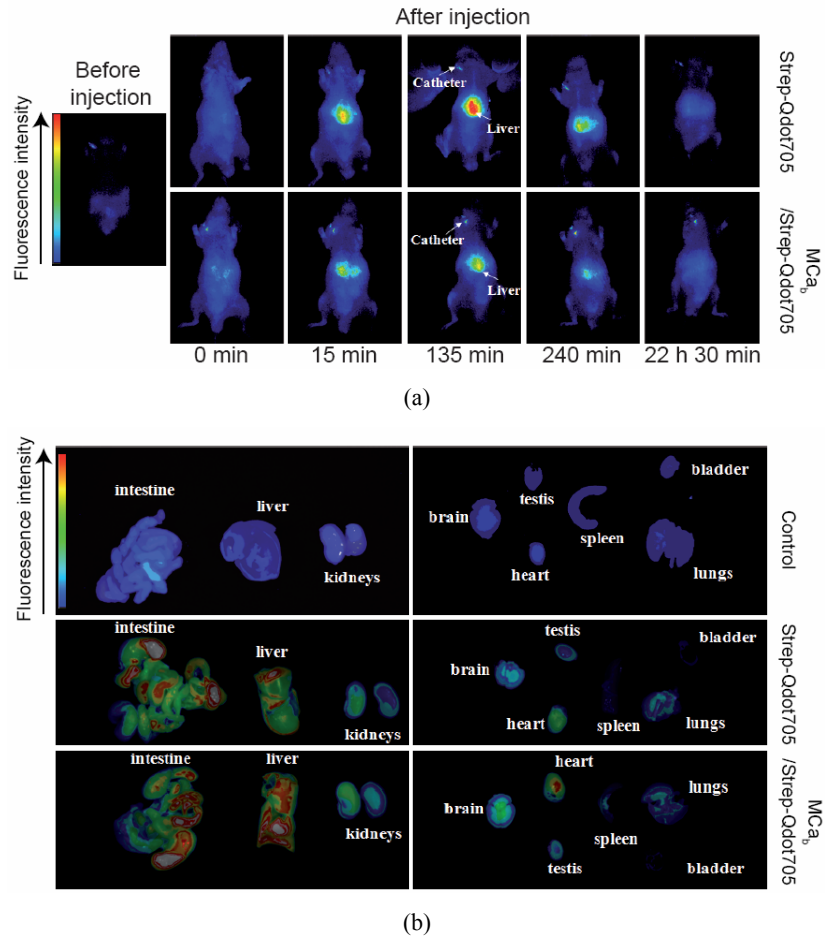 After injection
Before
injection
Fluorescence intensity
Catheter
Liver
Strep-Qdot705
Catheter
Liver
MCa_b
/Strep-Qdot705
0 min
15 min
135 min
240 min
22 h 30 min
(a)
Fluorescence intensity
intestine
liver
kidneys
brain
testis
heart
spleen
bladder
lungs
Control
intestine
liver
kidneys
brain
testis
heart
spleen
bladder
lungs
Strep-Qdot705
intestine
liver
kidneys
brain
heart
testis
spleen
lungs
bladder
MCa_b
/Strep-Qdot705
(b)